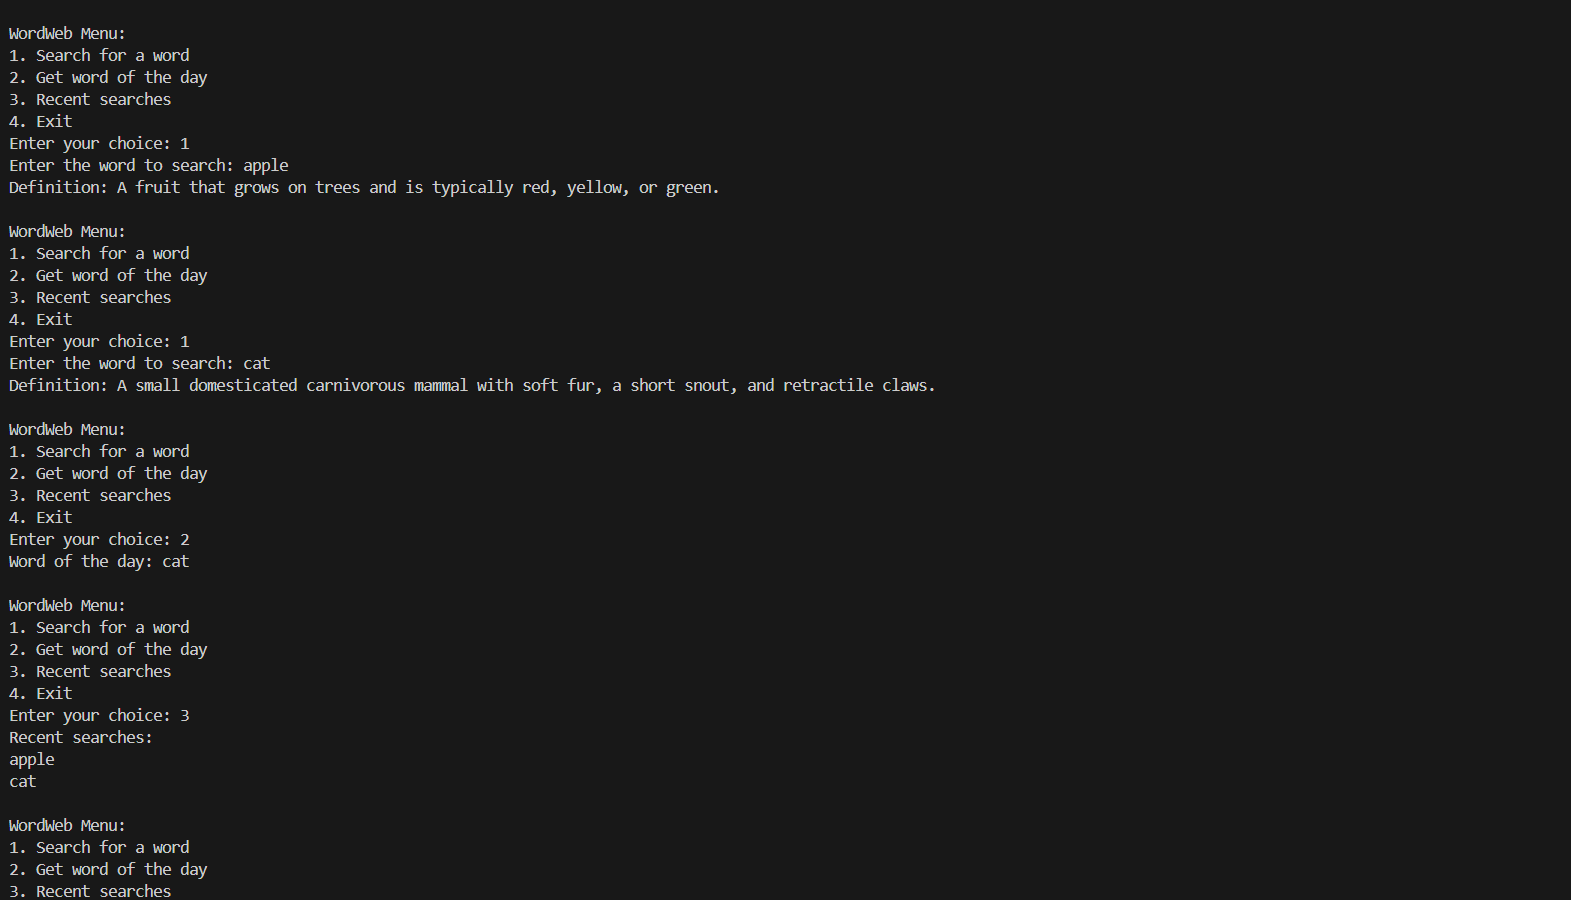 WordWeb Menu:
1. Search for a word
2. Get word of the day
3. Recent searches
4. Exit
Enter your choice: 1
Enter the word to search: apple
Definition: A fruit that grows on trees and is typically red, yellow, or green.
WordWeb Menu:
1. Search for a word
2. Get word of the day
3. Recent searches
4. Exit
Enter your choice: 1
Enter the word to search: cat
Definition: A small domesticated carnivorous mammal with soft fur, a short snout, and retractile claws.
WordWeb Menu:
1. Search for a word
2. Get word of the day
3. Recent searches
4. Exit
Enter your choice: 2
Word of the day: cat
WordWeb Menu:
1. Search for a word
2. Get word of the day
3. Recent searches
4. Exit
Enter your choice: 3
Recent searches:
apple
cat
WordWeb Menu:
1. Search for a word
2. Get word of the day
3. Recent searches